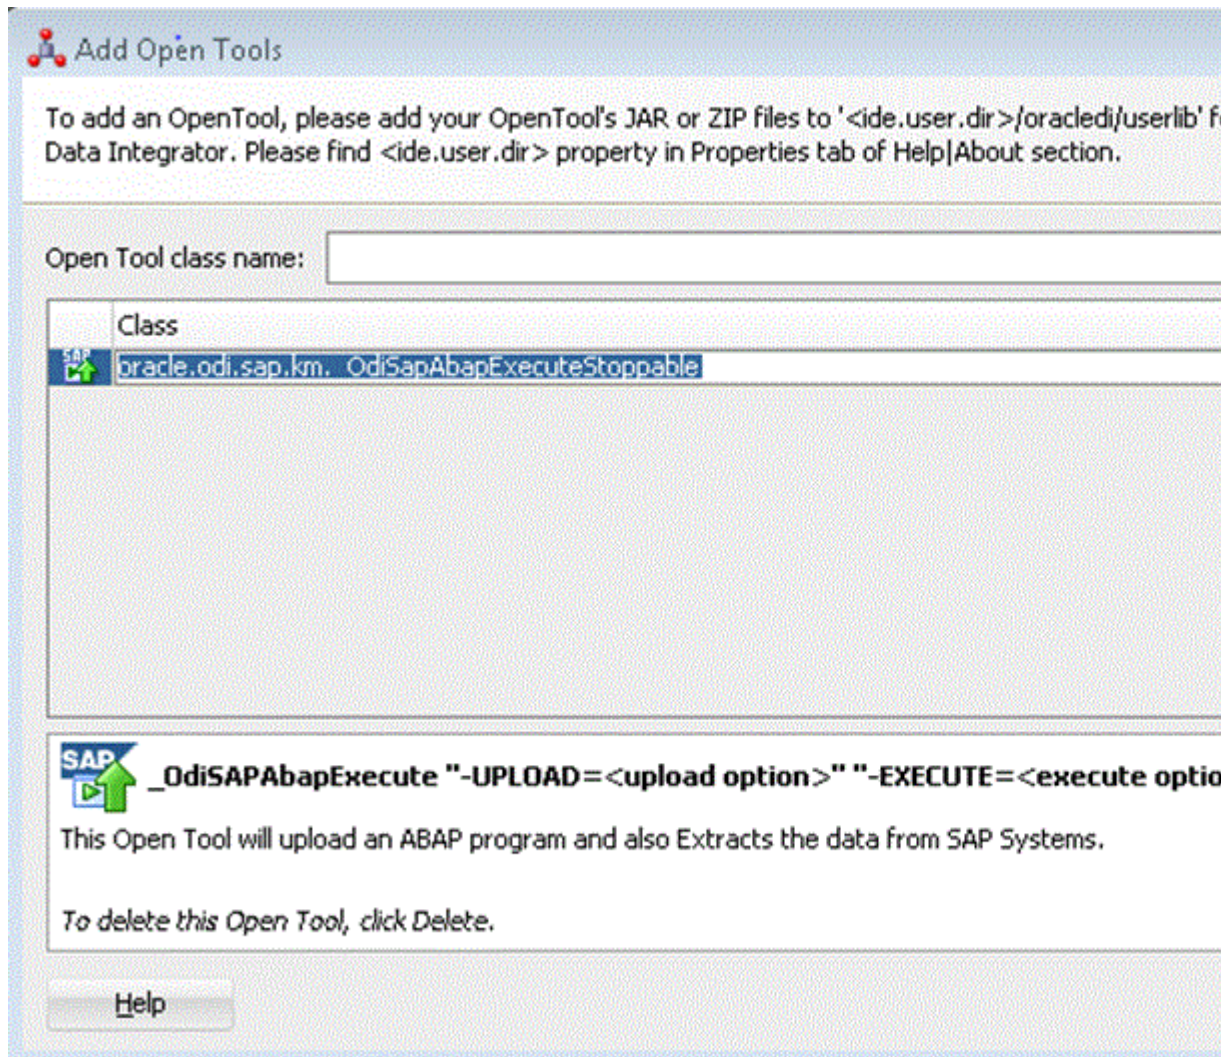 Add Open Tools
To add an OpenTool, please add your OpenTool's JAR or ZIP files to '<ide.user.dir>/oracledi/userlib'
Data Integrator. Please find <ide.user.dir> property in Properties tab of Help|About section.
Open Tool class name:
Class
SAP
oracle.odi.sap.km._OdiSapAbapExecuteStoppable
SAP
_OdiSAPAbapExecute "-UPLOAD=<upload option>" "-EXECUTE=<execute
This Open Tool will upload an ABAP program and also Extracts the data from SAP Systems.
To delete this Open Tool, click Delete.
Help